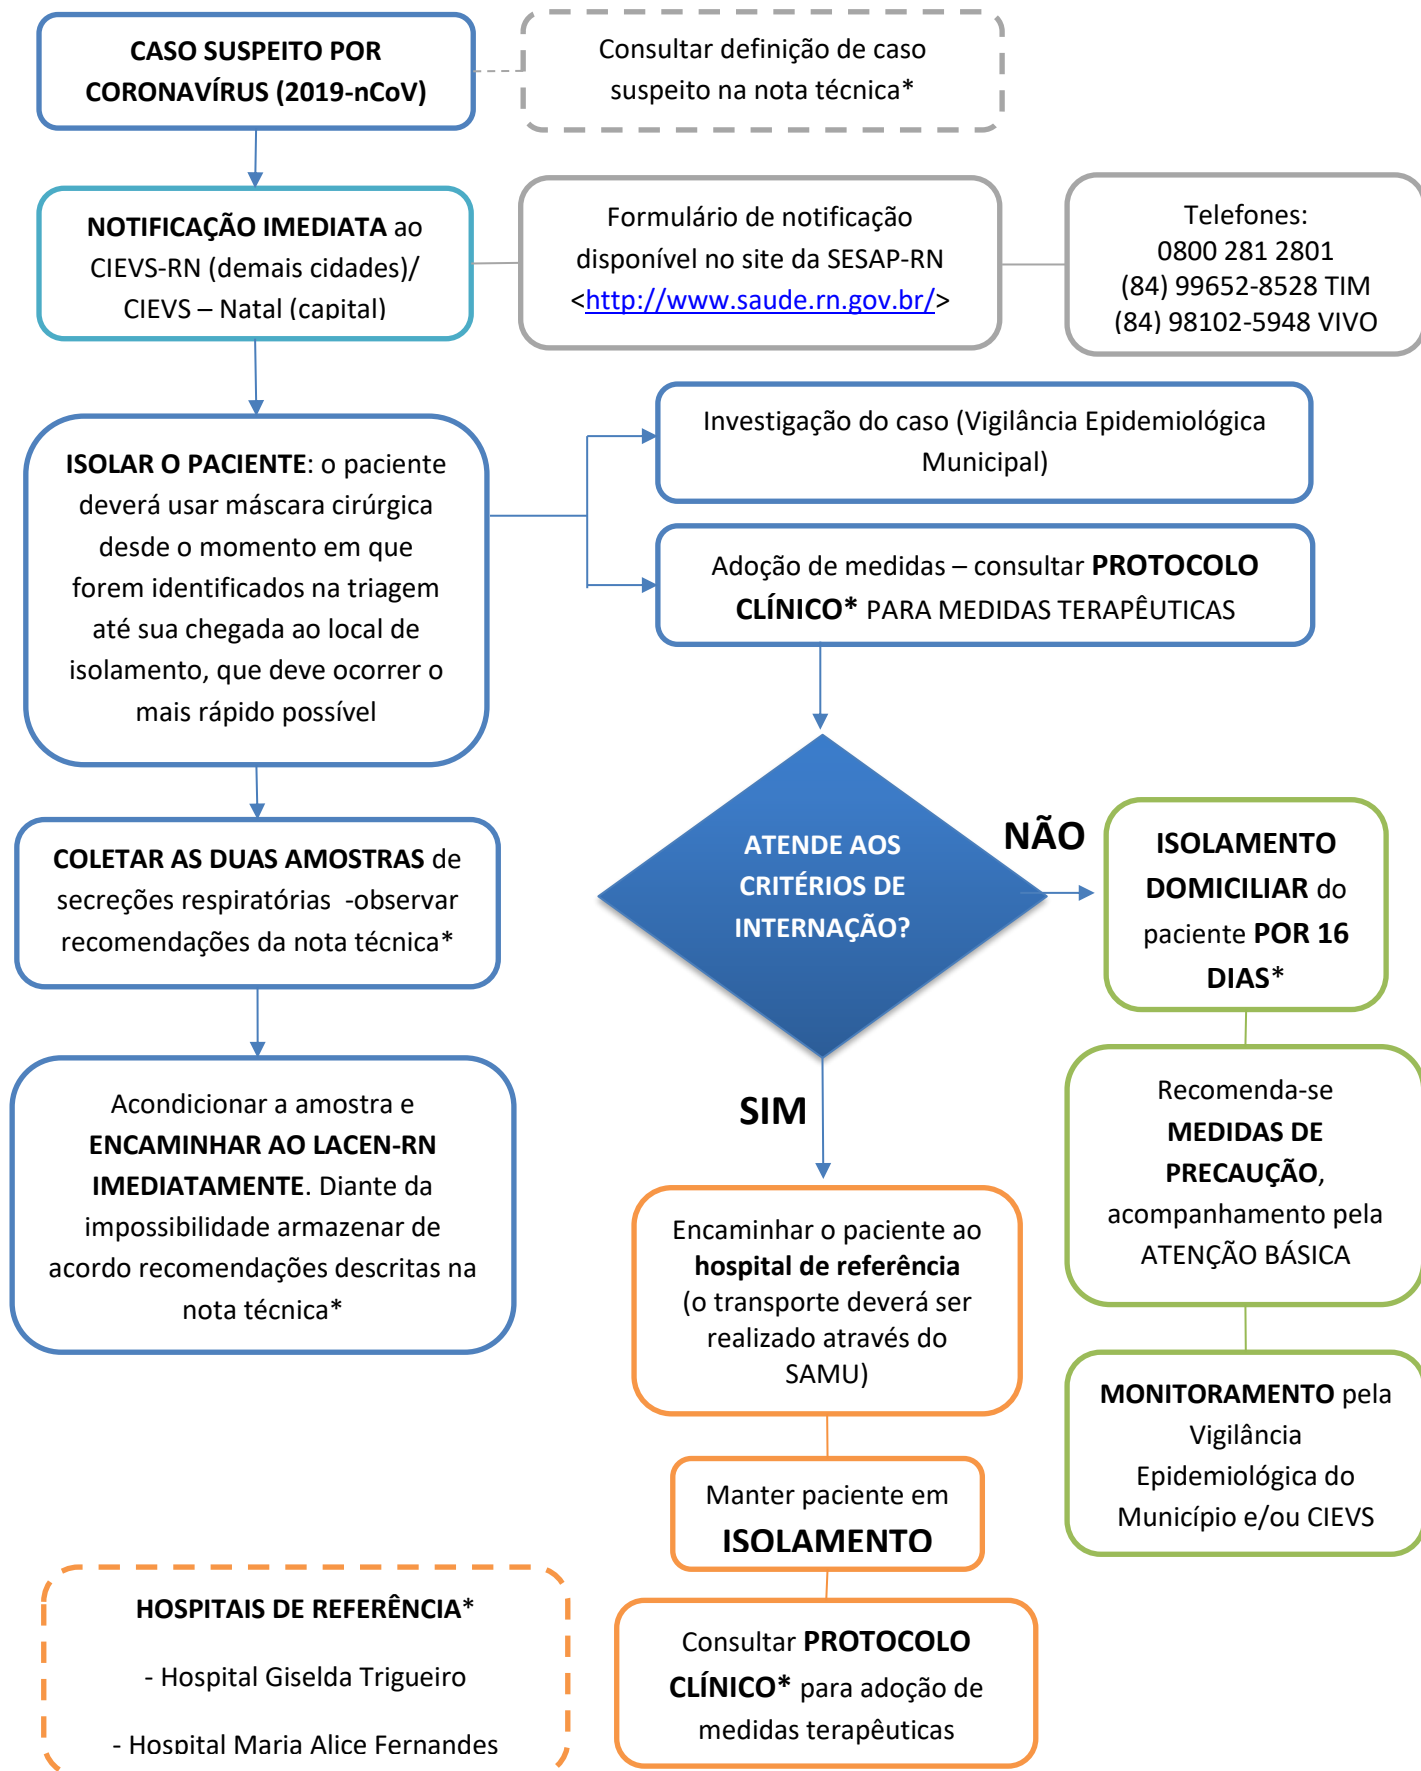 CASO SUSPEITO POR
CORONAVÍRUS (2019-nCoV)
Consultar definição de caso
suspeito na nota técnica*
NOTIFICAÇÃO IMEDIATA ao
CIEVS-RN (demais cidades)/
CIEVS – Natal (capital)
Formulário de notificação
disponível no site da SESAP-RN
<http://www.saude.rn.gov.br/>
Telefones:
0800 281 2801
(84) 99652-8528 TIM
(84) 98102-5948 VIVO
ISOLAR O PACIENTE: o paciente
deverá usar máscara cirúrgica
desde o momento em que
forem identificados na triagem
até sua chegada ao local de
isolamento, que deve ocorrer o
mais rápido possível
Investigação do caso (Vigilância Epidemiológica
Municipal)
Adoção de medidas – consultar PROTOCOLO
CLÍNICO* PARA MEDIDAS TERAPÊUTICAS
COLETAR AS DUAS AMOSTRAS de
secreções respiratórias -observar
recomendações da nota técnica*
Acondicionar a amostra e
ENCAMINHAR AO LACEN-RN
IMEDIATAMENTE. Diante da
impossibilidade armazenar de
acordo recomendações descritas na
nota técnica*
ATENDE AOS
CRITÉRIOS DE
INTERNAÇÃO?
NÃO
ISOLAMENTO
DOMICILIAR do
paciente POR 16
DIAS*
Recomenda-se
MEDIDAS DE
PRECAUÇÃO,
acompanhamento pela
ATENÇÃO BÁSICA
MONITORAMENTO pela
Vigilância
Epidemiológica do
Município e/ou CIEVS
SIM
Encaminhar o paciente ao
hospital de referência
(o transporte deverá ser
realizado através do
SAMU)
Manter paciente em
ISOLAMENTO
Consultar PROTOCOLO
CLÍNICO* para adoção de
medidas terapêuticas
HOSPITAIS DE REFERÊNCIA*
- Hospital Giselda Trigueiro
- Hospital Maria Alice Fernandes